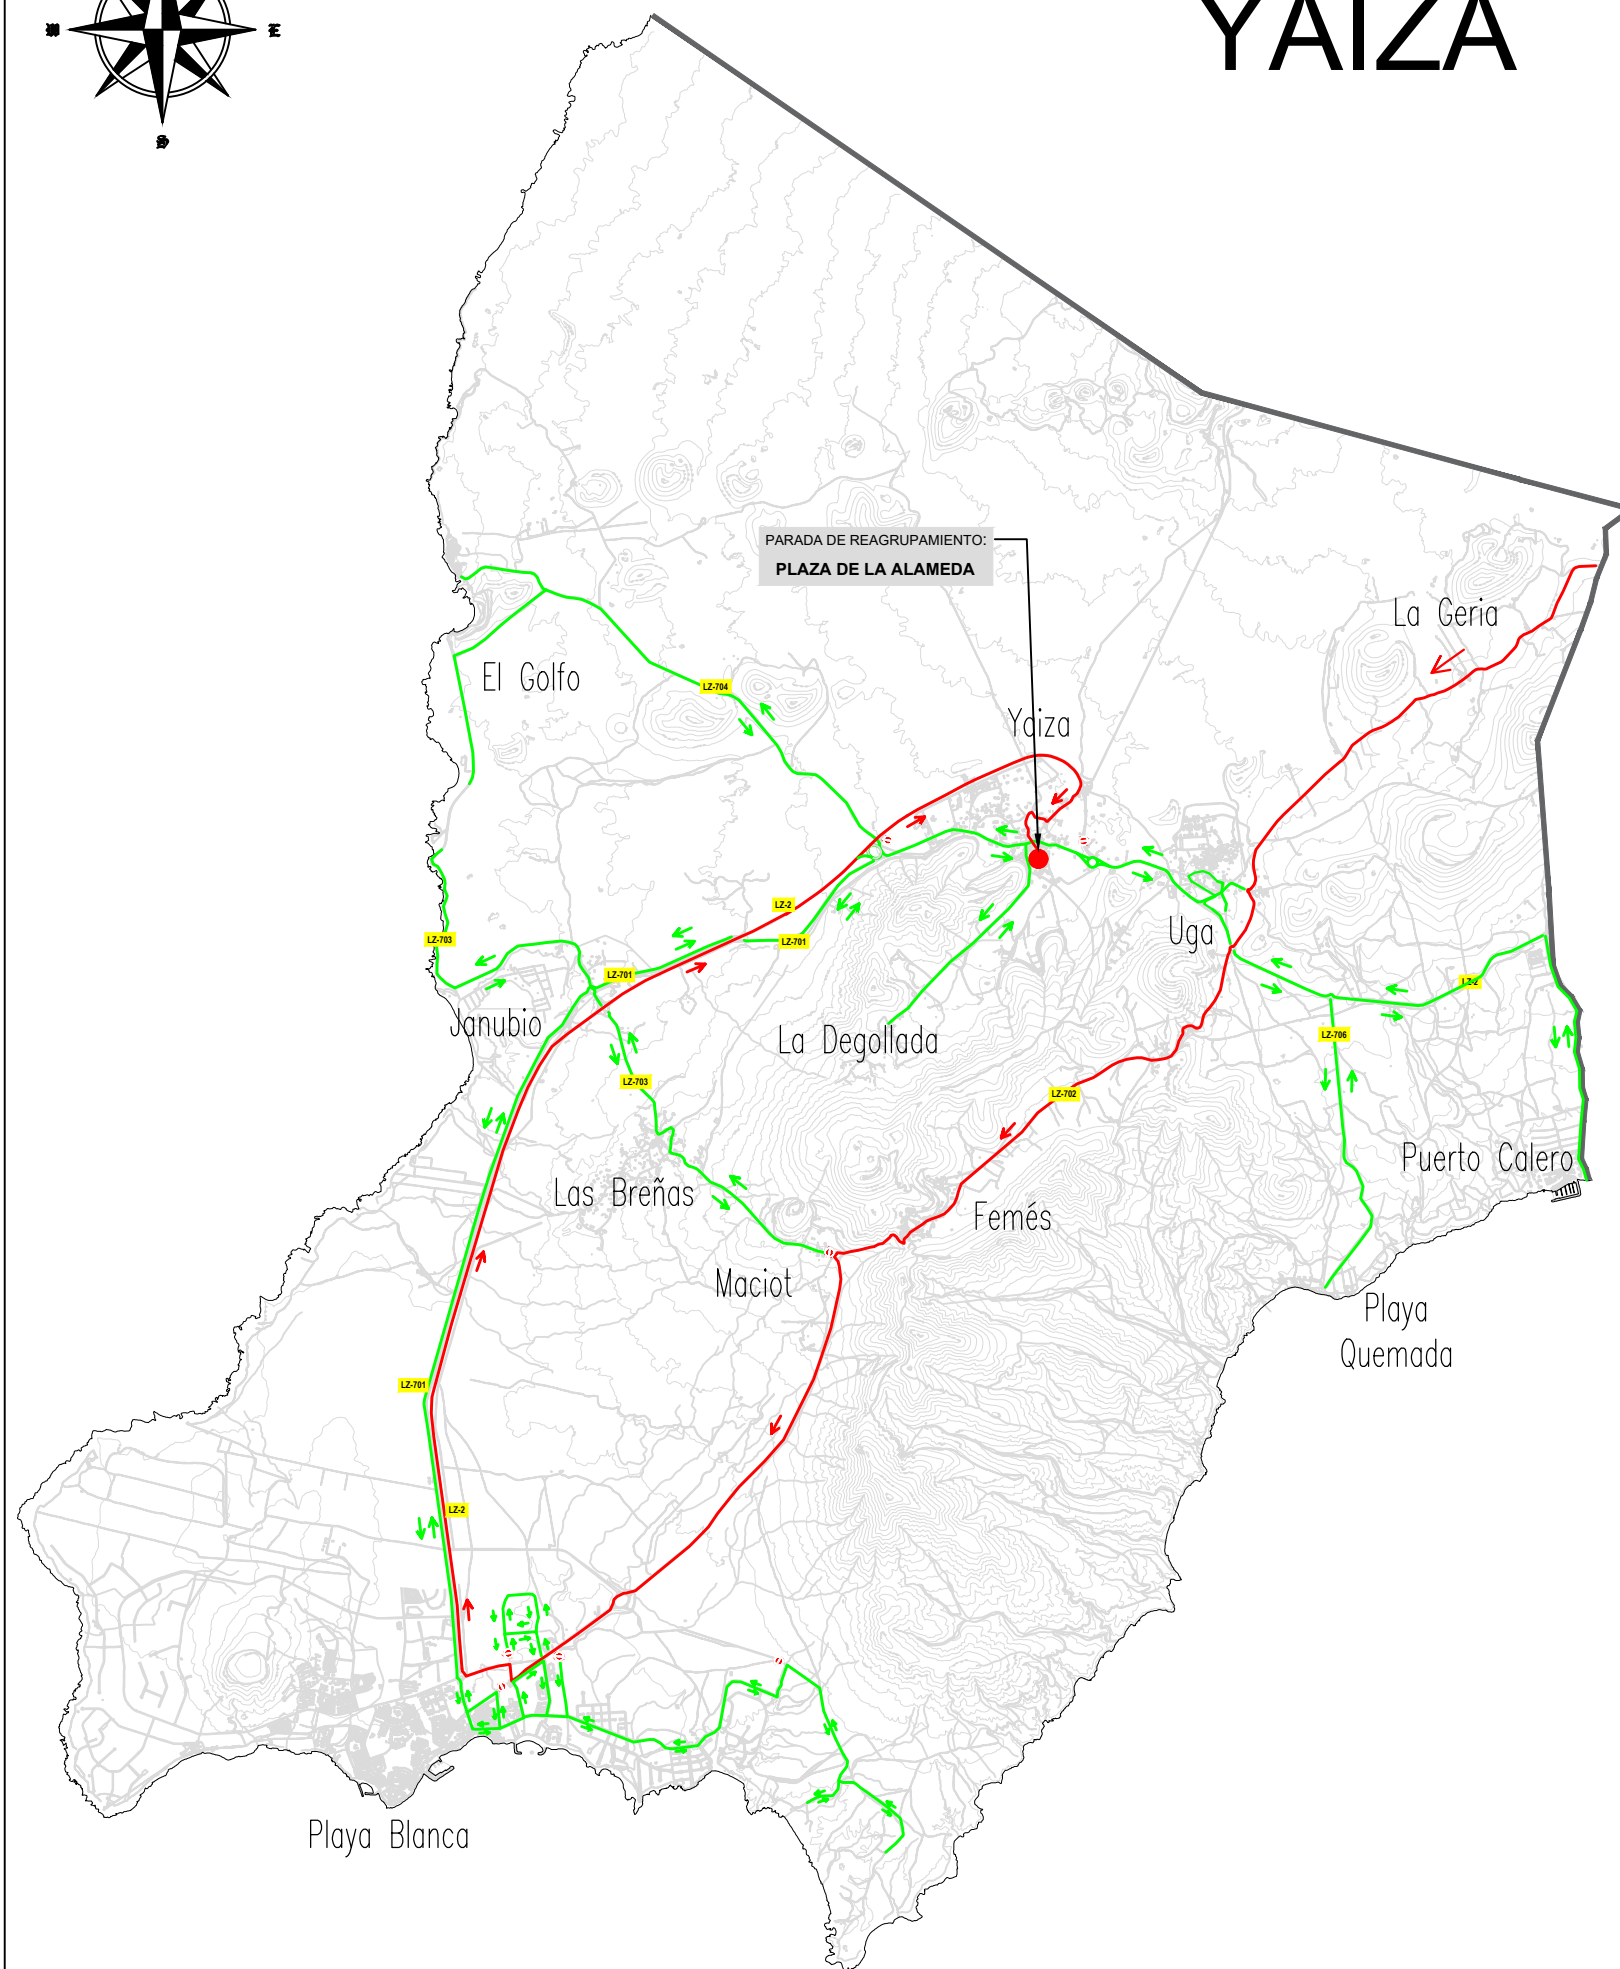 YAIZA
W
E
S
PARADA DE REAGRUPAMIENTO:
PLAZA DE LA ALAMEDA
La Geria
El Golfo
LZ-704
Yaiza
LZ-2
LZ-701
Uga
LZ-703
LZ-701
LZ-2
Janubio
La Degollada
LZ-706
LZ-703
LZ-702
Puerto Calero
Las Breñas
Femés
Maciot
Playa
Quemada
LZ-701
LZ-2
Playa Blanca